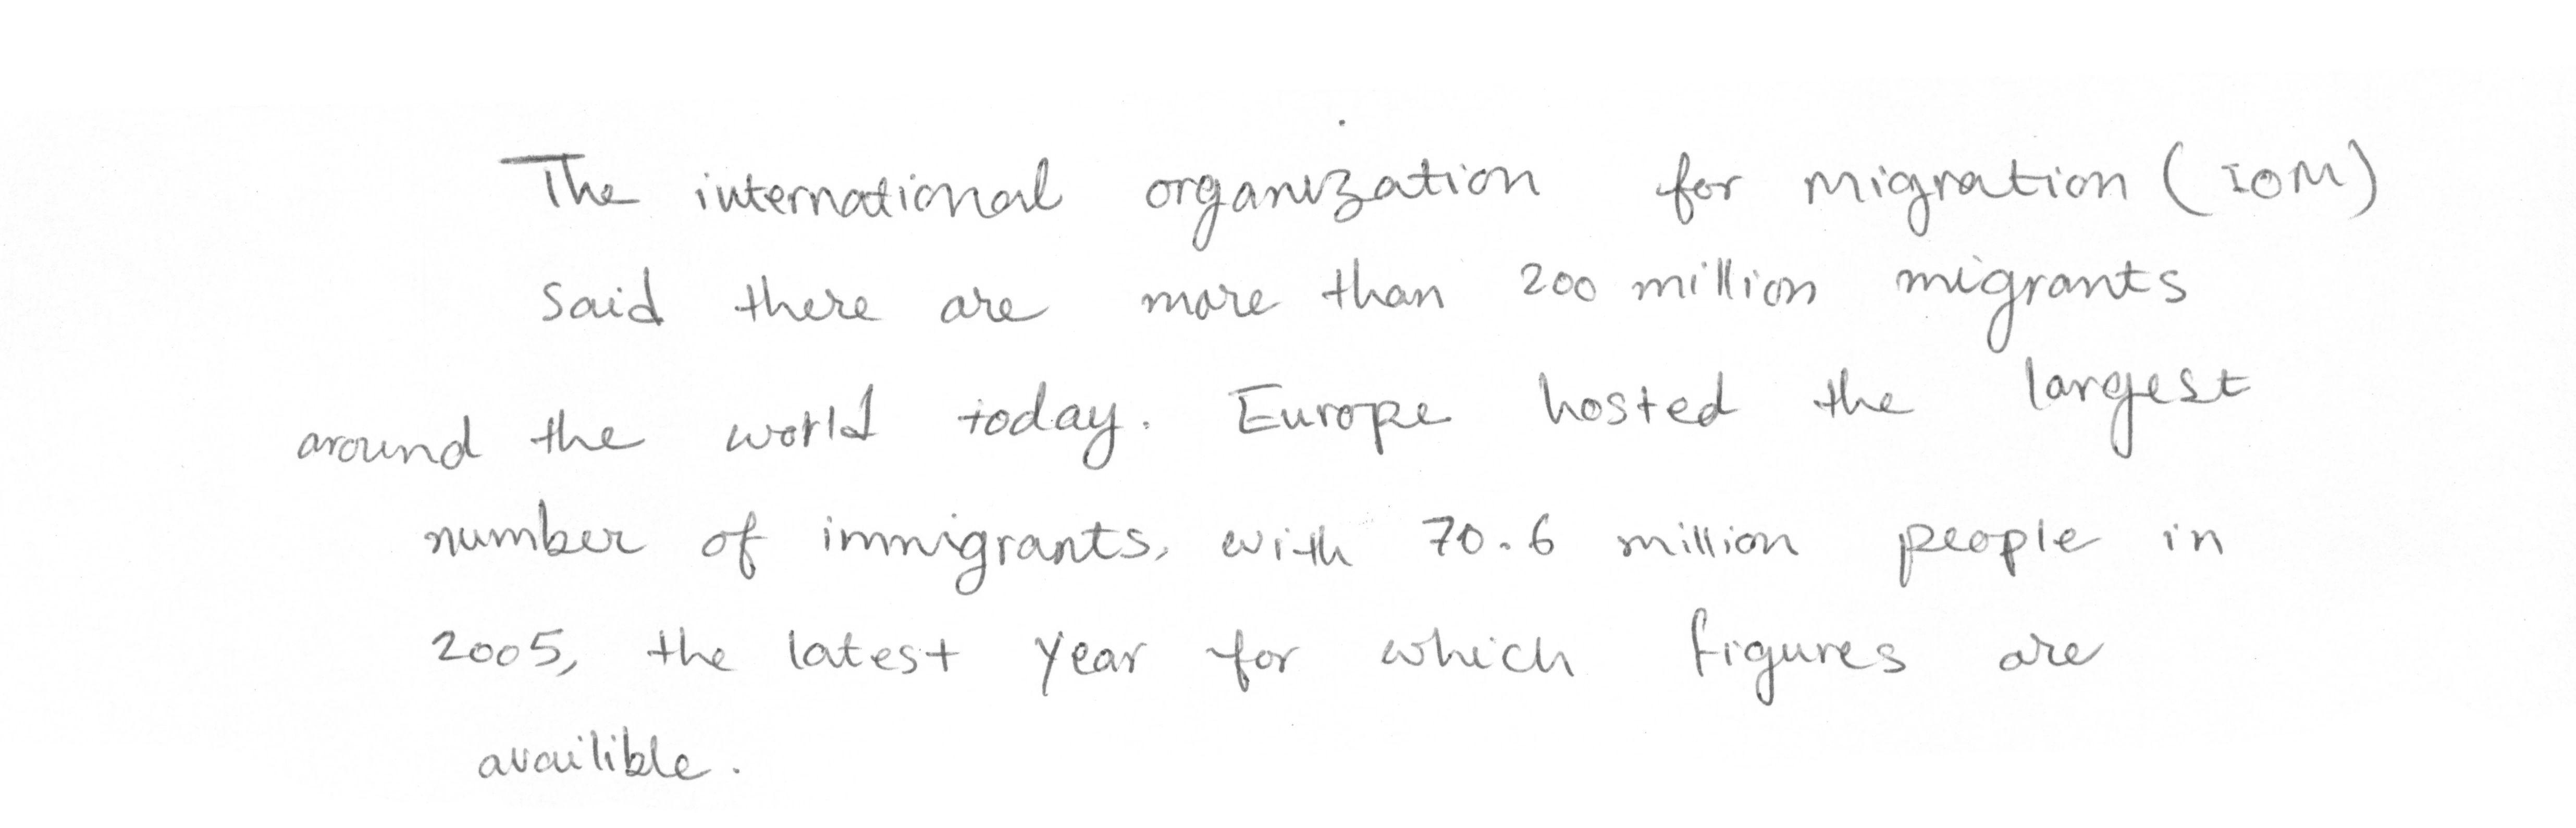 The international organization for migration (IOM)
said there are more than 200 million migrants
around the world today. Europe hosted the largest
number of immigrants, with 70.6 million people in
2005, the latest year for which figures are
availible.